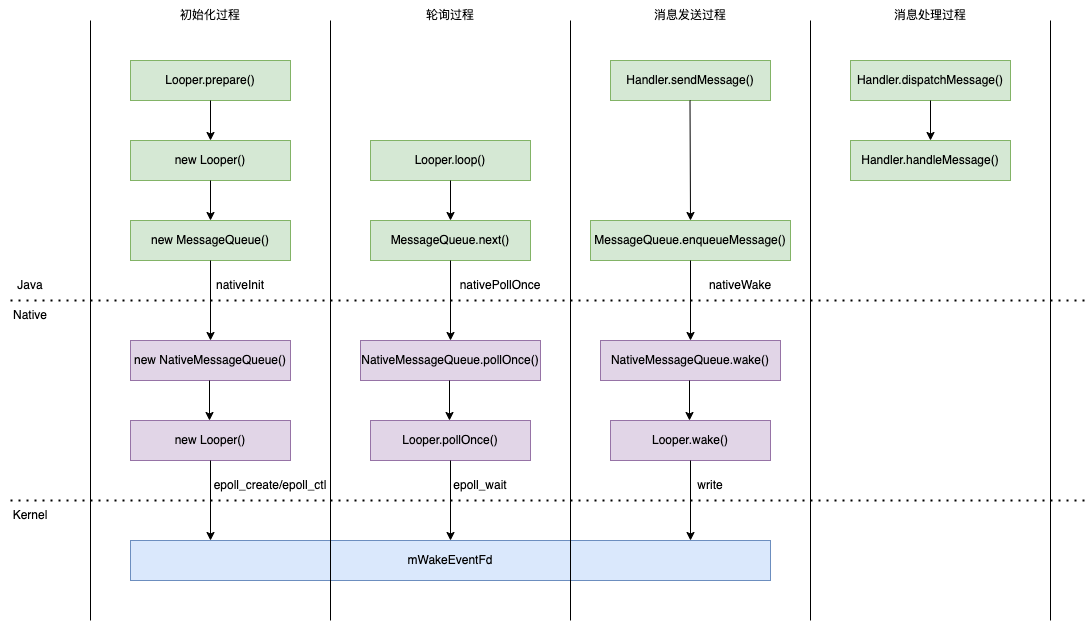 初始化过程
轮询过程
消息发送过程
消息处理过程
Looper.prepare()
Handler.sendMessage()
Handler.dispatchMessage()
new Looper()
Looper.loop()
Handler.handleMessage()
new MessageQueue()
MessageQueue.next()
MessageQueue.enqueueMessage()
Java
nativeInit
nativePollOnce
nativeWake
Native
new NativeMessageQueue()
NativeMessageQueue.pollOnce()
NativeMessageQueue.wake()
new Looper()
Looper.pollOnce()
Looper.wake()
epoll_create/epoll_ctl
epoll_wait
write
Kernel
mWakeEventFd